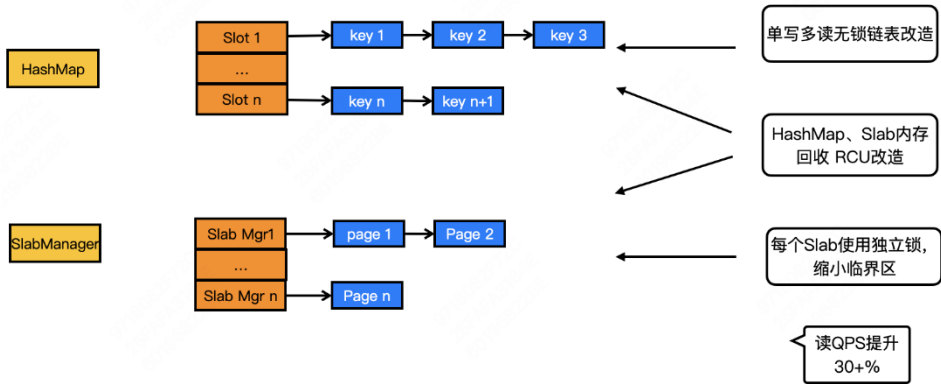 Slot 1
key 1
key 2
key 3
单写多读无锁链表改造
HashMap
...
Slot n
key n
key n+1
HashMap、Slab内存
回收 RCU改造
SlabManager
Slab Mgr1
page 1
Page 2
...
每个Slab使用独立锁，
缩小临界区
Slab Mgr n
Page n
读QPS提升
30+%